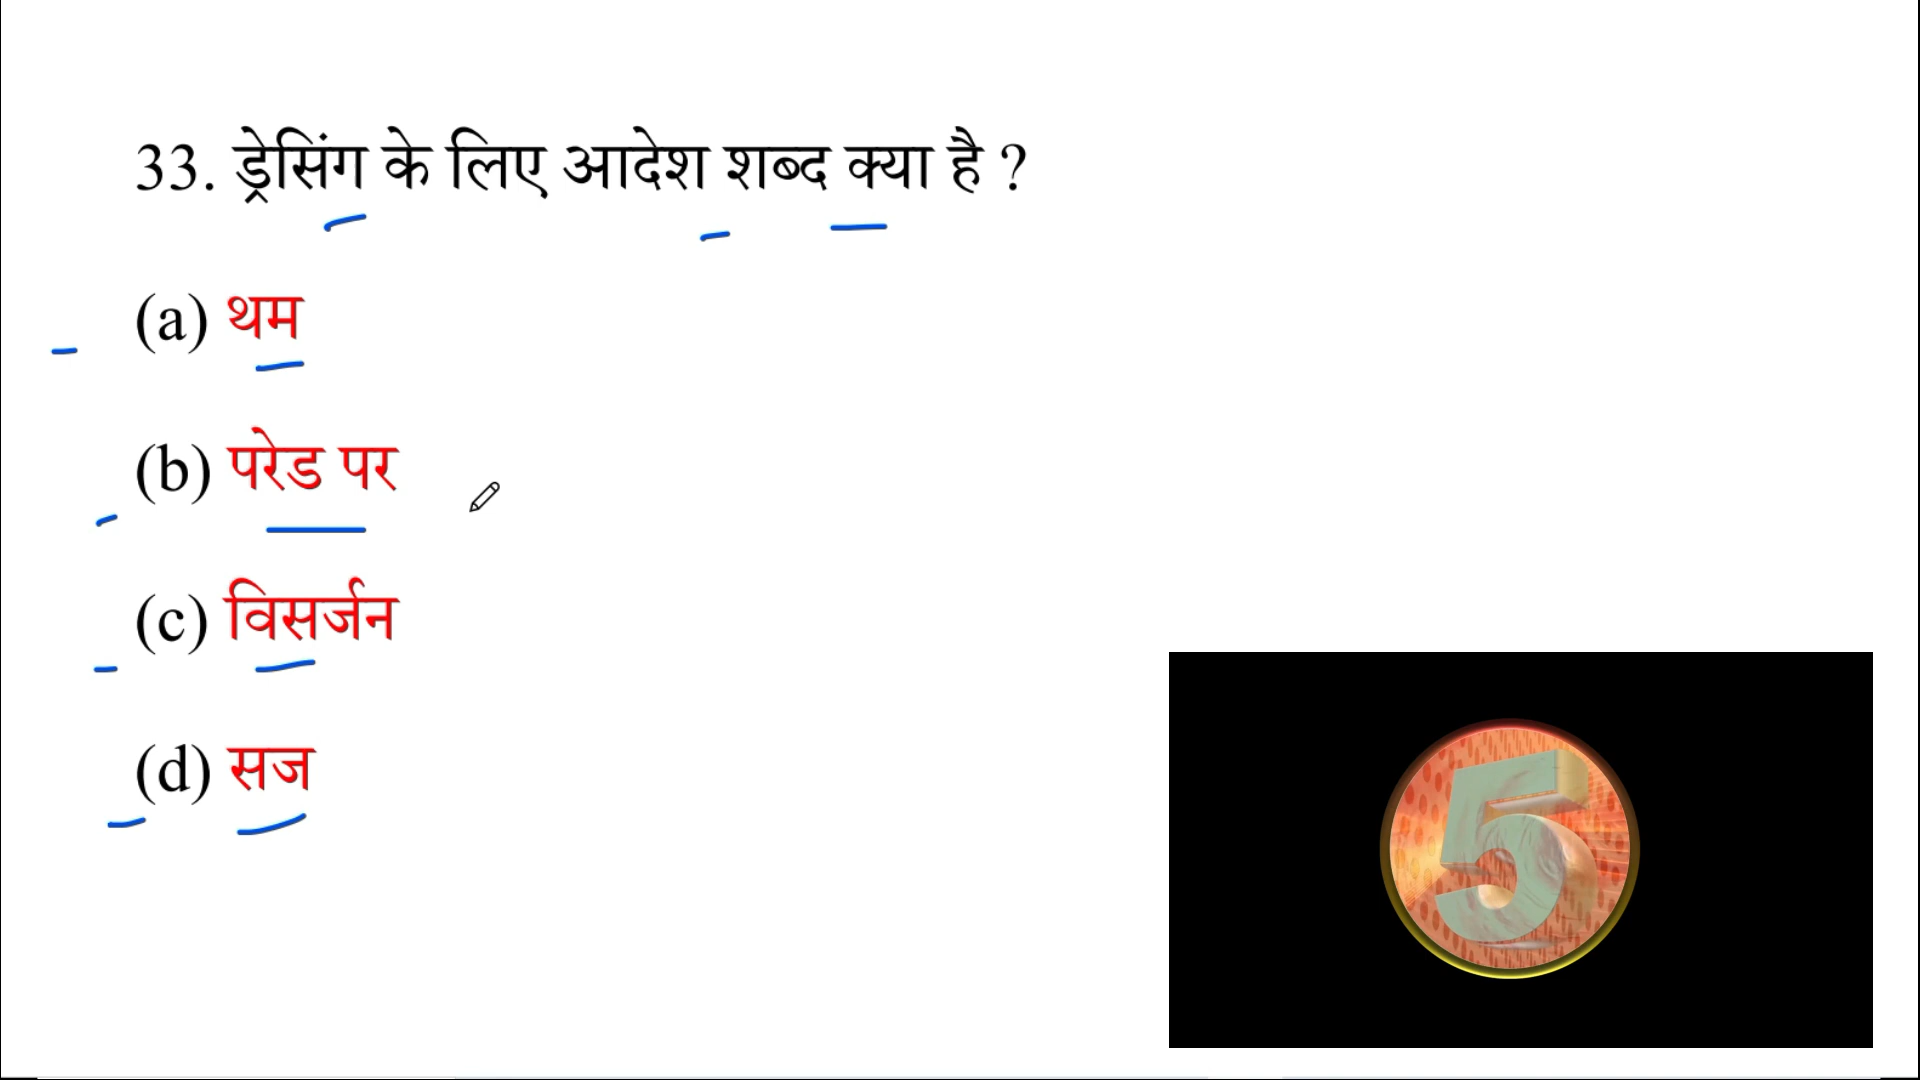 33. ड्रेसिंग के लिए आदेश शब्द क्या है ?
(a) थम
(b) परेड पर
(c) विसर्जन
(d) सज
5